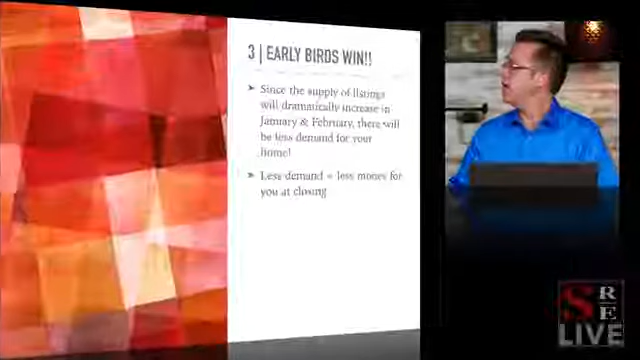 3 | EARLY BIRDS WIN!!
➤ Since the supply of listings
will dramatically increase in
January & February, there will
be less demand for your
home!
➤ Less demand = less money for
you at closing
S R E
LIVE